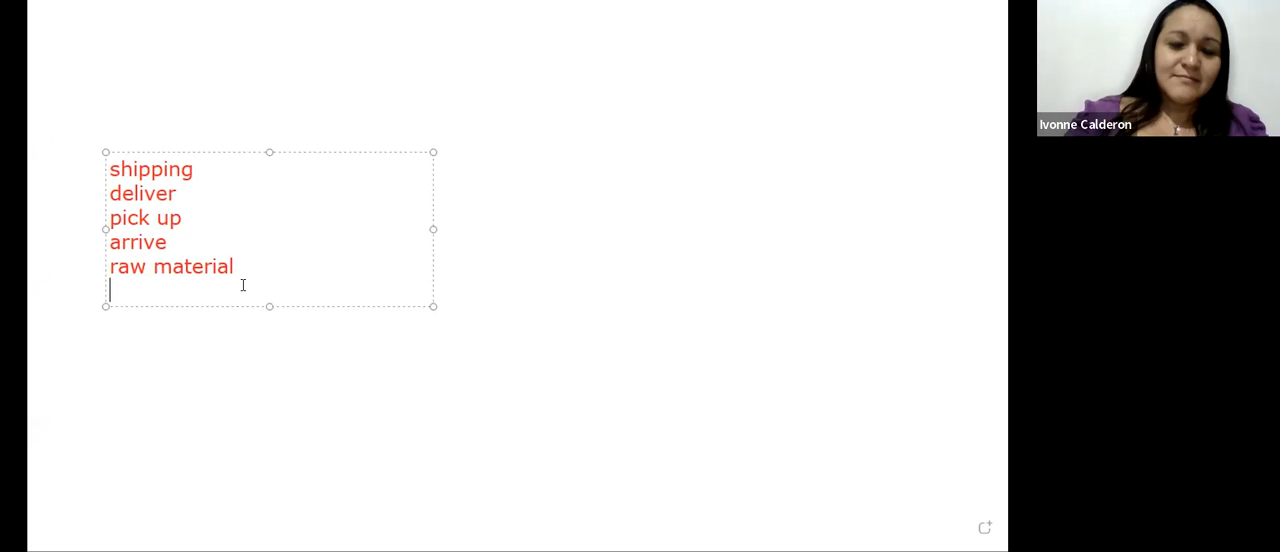 shipping
deliver
pick up
arrive
raw material
Ivonne Calderon